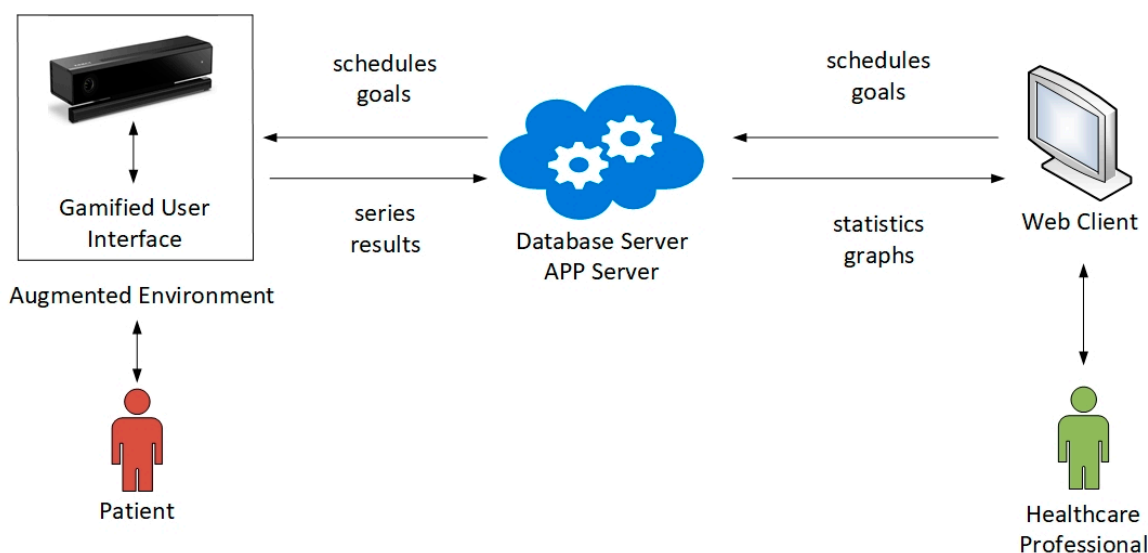 schedules
goals
schedules
goals
Gamified User
Interface
series
results
Database Server
APP Server
statistics
graphs
Web Client
Augmented Environment
Patient
Healthcare
Professional